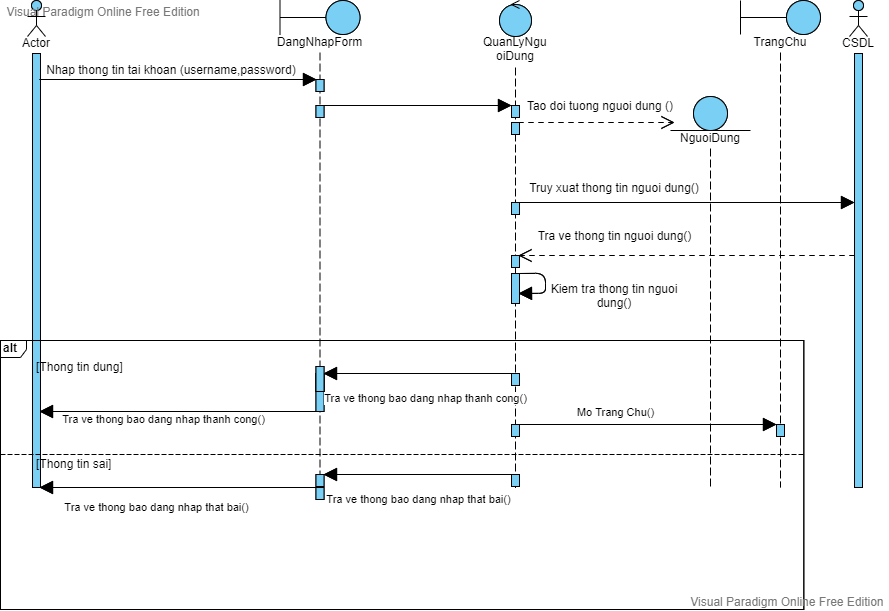 Visual Paradigm Online Free Edition
Actor
DangNhapForm
QuanLyNgu
oiDung
TrangChu
CSDL
Nhap thong tin tai khoan (username,password)
Tao doi tuong nguoi dung ()
NguoiDung
Truy xuat thong tin nguoi dung()
Tra ve thong tin nguoi dung()
Kiem tra thong tin nguoi
dung()
alt
[Thong tin dung]
Tra ve thong bao dang nhap thanh cong()
Tra ve thong bao dang nhap thanh cong()
Mo Trang Chu()
[Thong tin sai]
Tra ve thong bao dang nhap that bai()
Tra ve thong bao dang nhap that bai()
Visual Paradigm Online Free Edition